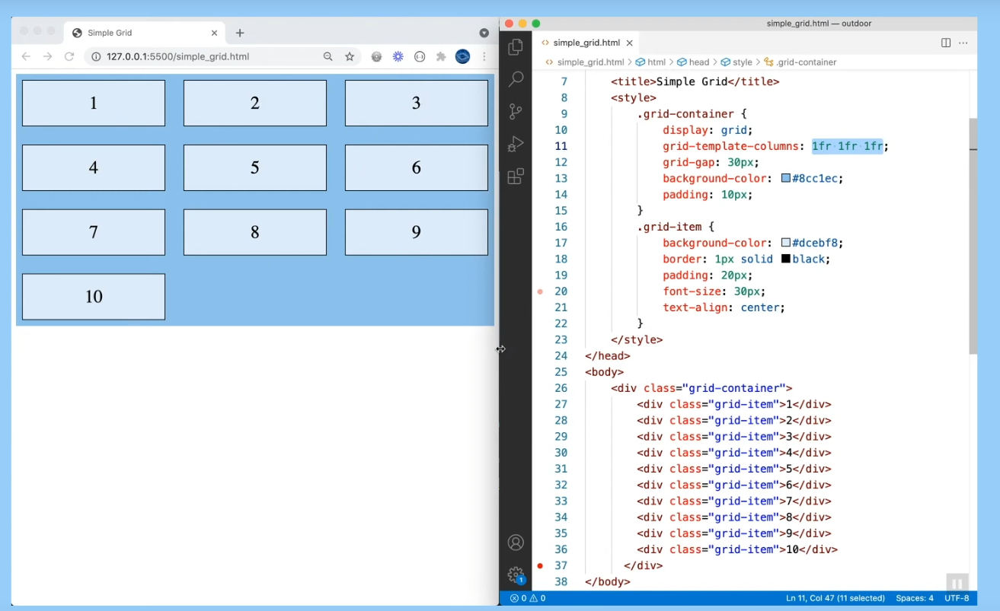 Simple Grid
127.0.0.1:5500/simple_grid.html
1 2 3
4 5 6
7 8 9
10
simple_grid.html — outdoor
simple_grid.html
simple_grid.html > html > head > style > .grid-container
7 <title>Simple Grid</title>
8 <style>
9 .grid-container {
10 display: grid;
11 grid-template-columns: 1fr 1fr 1fr;
12 grid-gap: 30px;
13 background-color: #8cc1ec;
14 padding: 10px;
15 }
16 .grid-item {
17 background-color: #dcebf8;
18 border: 1px solid black;
19 padding: 20px;
20 font-size: 30px;
21 text-align: center;
22 }
23 </style>
24 </head>
25 <body>
26 <div class="grid-container">
27 <div class="grid-item">1</div>
28 <div class="grid-item">2</div>
29 <div class="grid-item">3</div>
30 <div class="grid-item">4</div>
31 <div class="grid-item">5</div>
32 <div class="grid-item">6</div>
33 <div class="grid-item">7</div>
34 <div class="grid-item">8</div>
35 <div class="grid-item">9</div>
36 <div class="grid-item">10</div>
37 </div>
38 </body>
1
0 0 Ln 11, Col 47 (11 selected) Spaces: 4 UTF-8